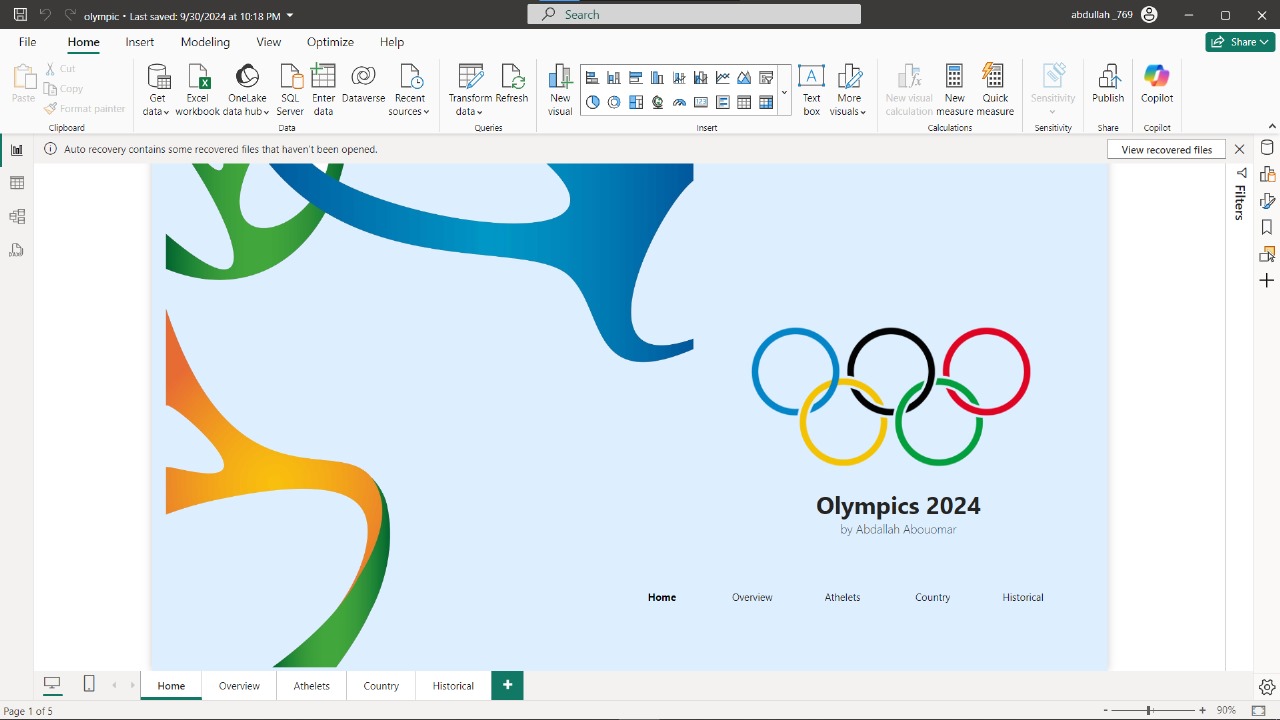 olympic • Last saved: 9/30/2024 at 10:18 PM
Search
abdullah _769
File Home Insert Modeling View Optimize Help
Share
Paste
Cut
Copy
Format painter
Clipboard
Get data
Excel workbook
OneLake data hub
SQL Server
Enter data
Dataverse
Recent sources
Data
Transform data
Refresh
Queries
New visual
Text box
More visuals
Insert
New visual calculation
New measure
Quick measure
Calculations
Sensitivity
Sensitivity
Publish
Share
Copilot
Copilot
Auto recovery contains some recovered files that haven't been opened.
View recovered files
Filters
Olympics 2024
by Abdallah Abouomar
Home Overview Athelets Country Historical
Home Overview Athelets Country Historical
Page 1 of 5
90%